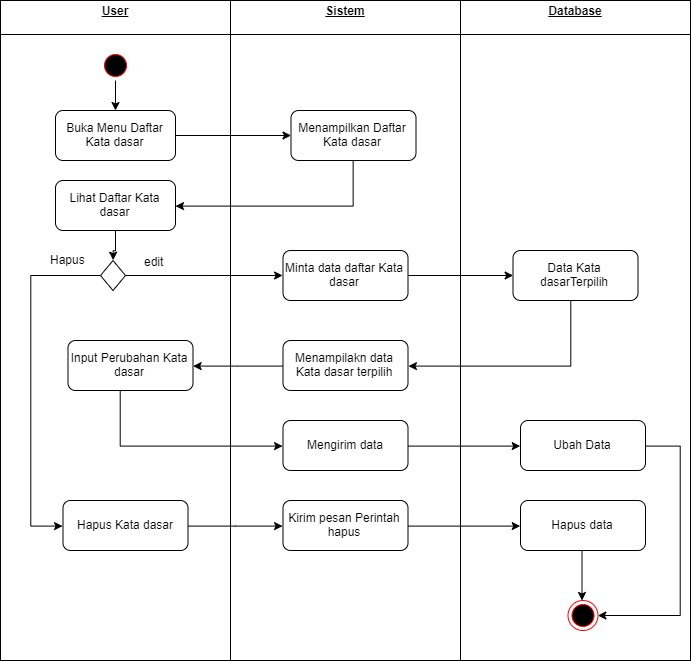 User
Sistem
Database
Buka Menu Daftar
Kata dasar
Menampilkan Daftar
Kata dasar
Lihat Daftar Kata
dasar
Hapus
edit
Minta data daftar Kata
dasar
Data Kata
dasarTerpilih
Input Perubahan Kata
dasar
Menampilakn data
Kata dasar terpilih
Mengirim data
Ubah Data
Hapus Kata dasar
Kirim pesan Perintah
hapus
Hapus data